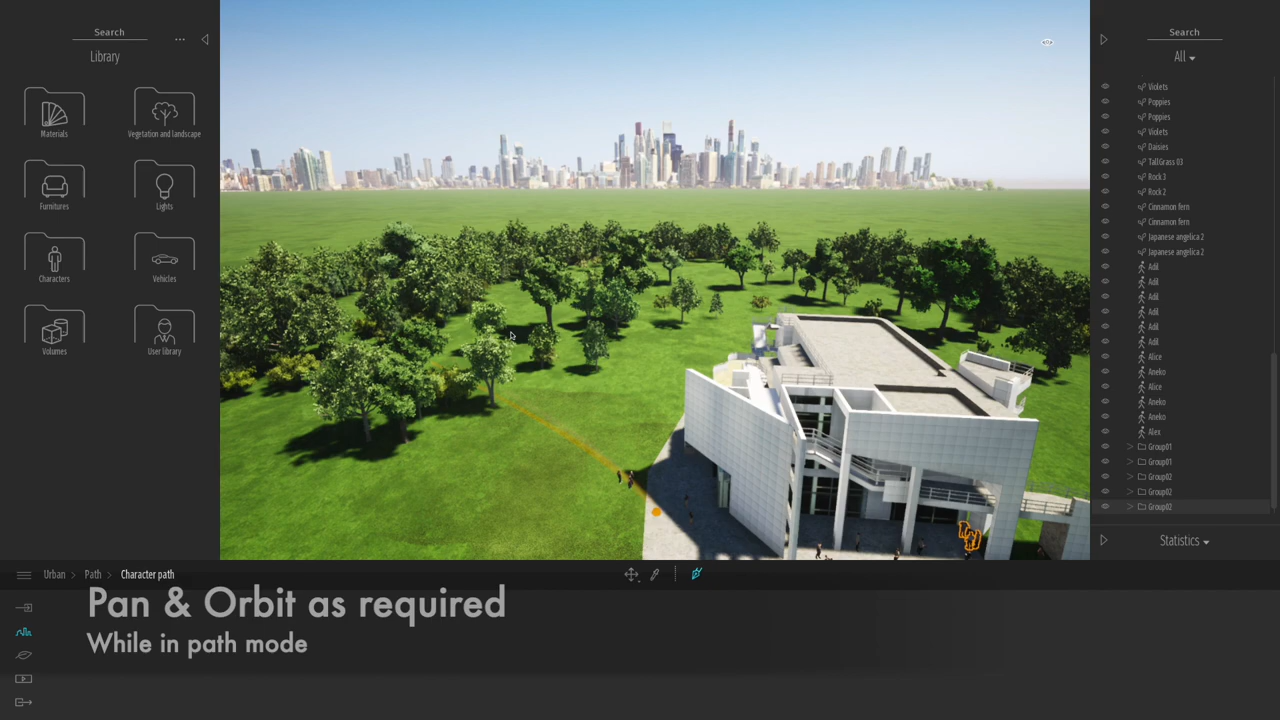 Search
Library
Materials
Vegetation and landscape
Furnitures
Lights
Characters
Vehicles
Volumes
User library
Search
All
Violets
Poppies
Poppies
Violets
Daisies
TallGrass 03
Rock 3
Rock 2
Cinnamon fern
Cinnamon fern
Japanese angelica 2
Japanese angelica 2
Adil
Adil
Adil
Adil
Adil
Adil
Alice
Aneko
Alice
Aneko
Aneko
Alex
Group01
Group01
Group02
Group02
Group02
Statistics
Urban > Path > Character path
Pan & Orbit as required
While in path mode